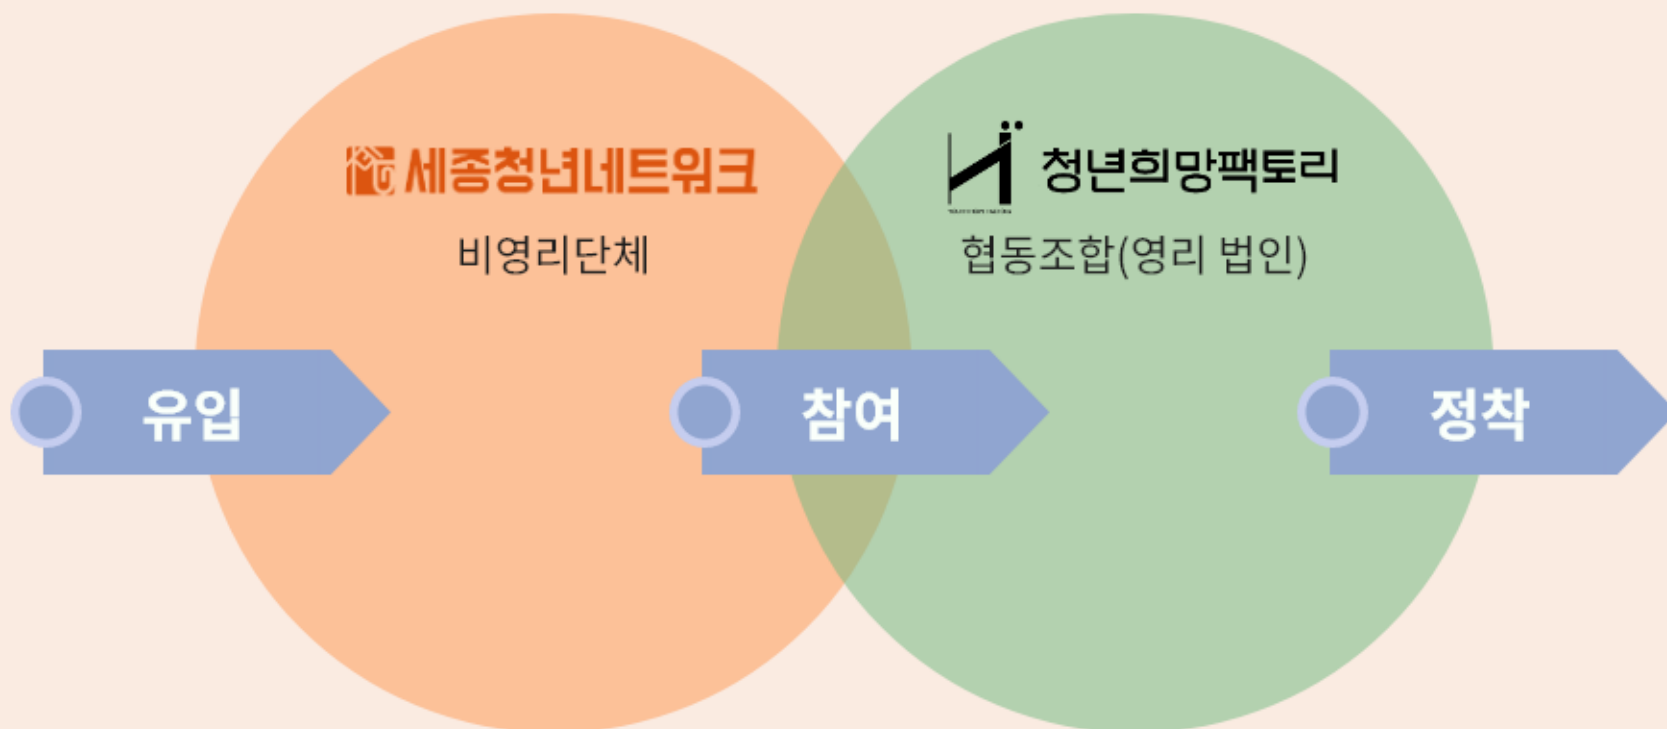 세종청년네트워크
비영리단체
청년희망팩토리
협동조합(영리 법인)
유입
참여
정착